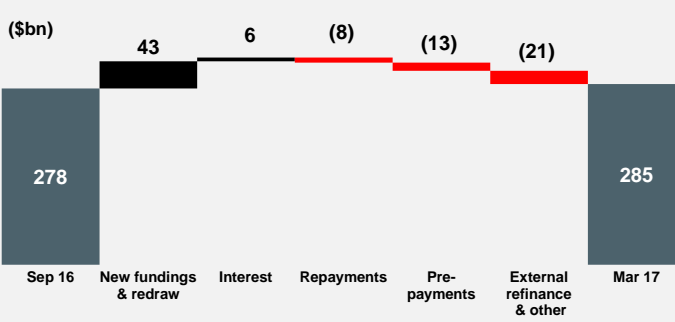 ($bn)
43
6
(8)
(13)
(21)
278
285
Sep 16
New fundings
& redraw
Interest
Repayments
Pre-
payments
External
refinance
& other
Mar 17